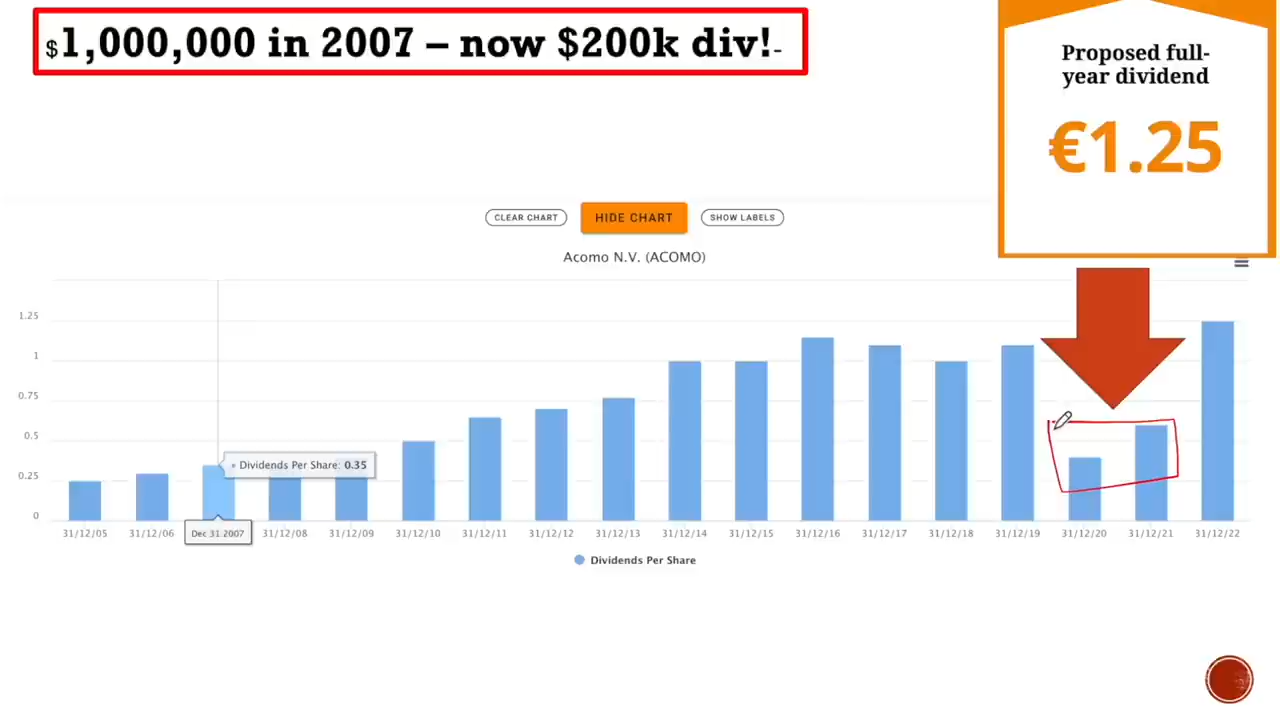 $1,000,000 in 2007 – now $200k div!-
Proposed full-
year dividend
€1.25
CLEAR CHART
HIDE CHART
SHOW LABELS
Acomo N.V. (ACOMO)
1.25
1
0.75
0.5
0.25
0
• Dividends Per Share: 0.35
31/12/05 31/12/06 Dec 31 2007 31/12/08 31/12/09 31/12/10 31/12/11 31/12/12 31/12/13 31/12/14 31/12/15 31/12/16 31/12/17 31/12/18 31/12/19 31/12/20 31/12/21 31/12/22
Dividends Per Share